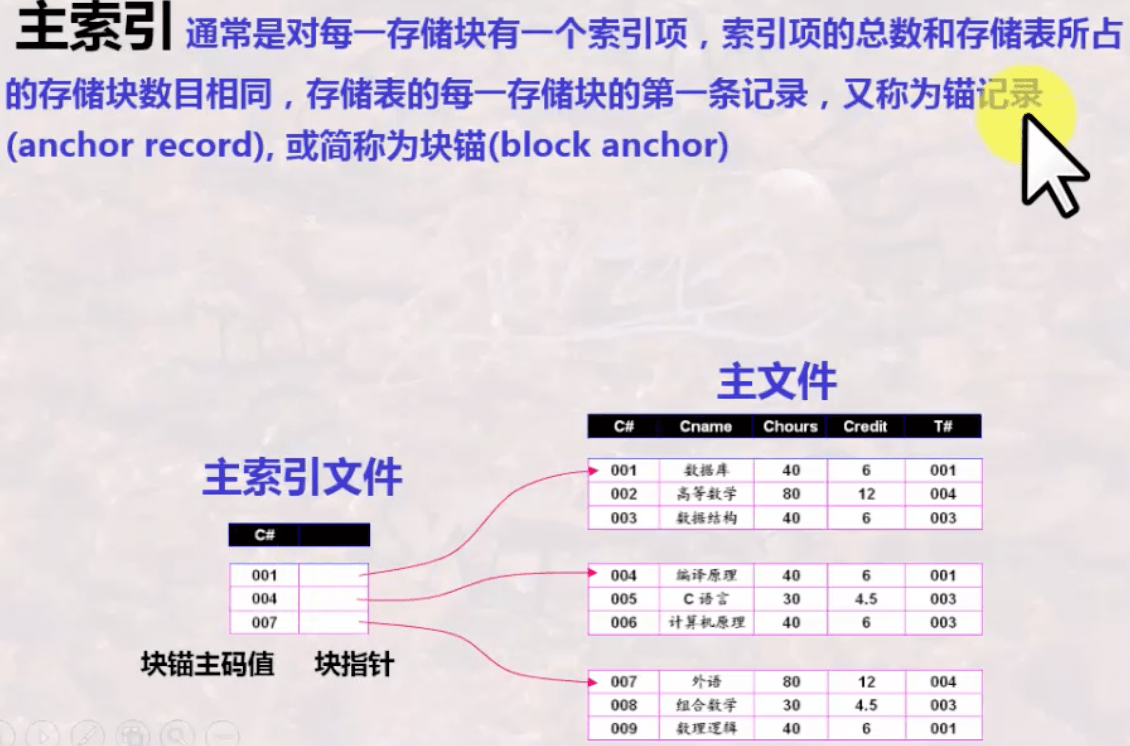 主索引 通常是对每一存储块有一个索引项，索引项的总数和存储表所占
的存储块数目相同，存储表的每一存储块的第一条记录，又称为锚记录
(anchor record), 或简称为块锚(block anchor)
主文件
C# Cname Chours Credit T#
001 数据库 40 6 001
002 高等数学 80 12 004
003 数据结构 40 6 003
004 编译原理 40 6 001
005 C 语言 30 4.5 003
006 计算机原理 40 6 003
007 外语 80 12 004
008 组合数学 30 4.5 003
009 数理逻辑 40 6 001
主索引文件
C#
001
004
007
块锚主码值 块指针